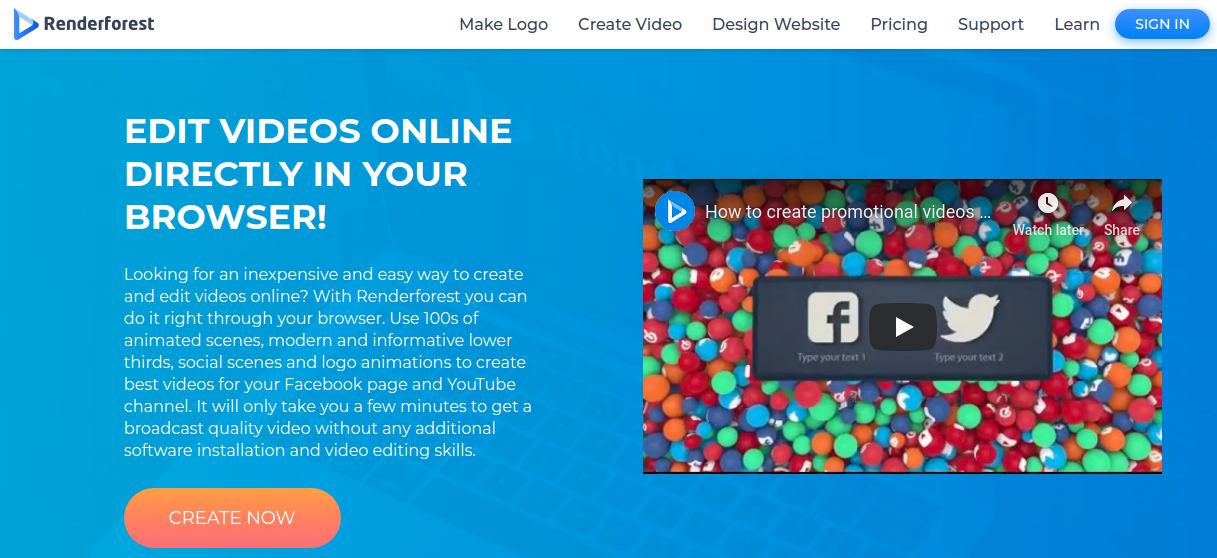 Renderforest
Make Logo
Create Video
Design Website
Pricing
Support
Learn
SIGN IN
EDIT VIDEOS ONLINE
DIRECTLY IN YOUR
BROWSER!
Looking for an inexpensive and easy way to create
and edit videos online? With Renderforest you can
do it right through your browser. Use 100s of
animated scenes, modern and informative lower
thirds, social scenes and logo animations to create
best videos for your Facebook page and YouTube
channel. It will only take you a few minutes to get a
broadcast quality video without any additional
software installation and video editing skills.
CREATE NOW
How to create promotional videos ...
Watch later
Share
Type your text 1
Type your text 2